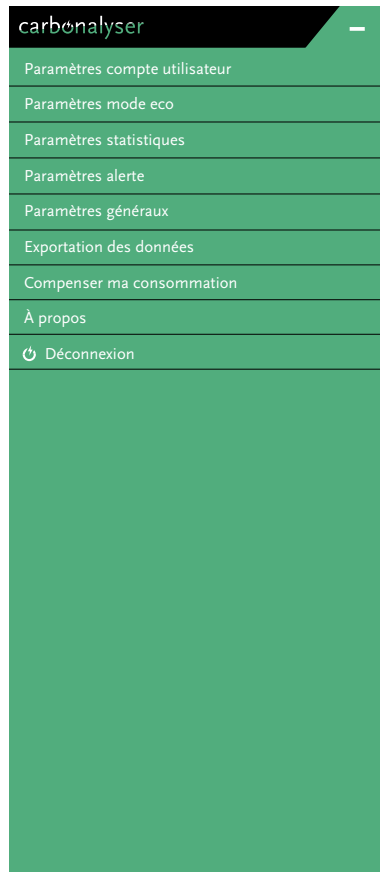 carbonalyser
Paramètres compte utilisateur
Paramètres mode eco
Paramètres statistiques
Paramètres alerte
Paramètres généraux
Exportation des données
Compenser ma consommation
À propos
Déconnexion